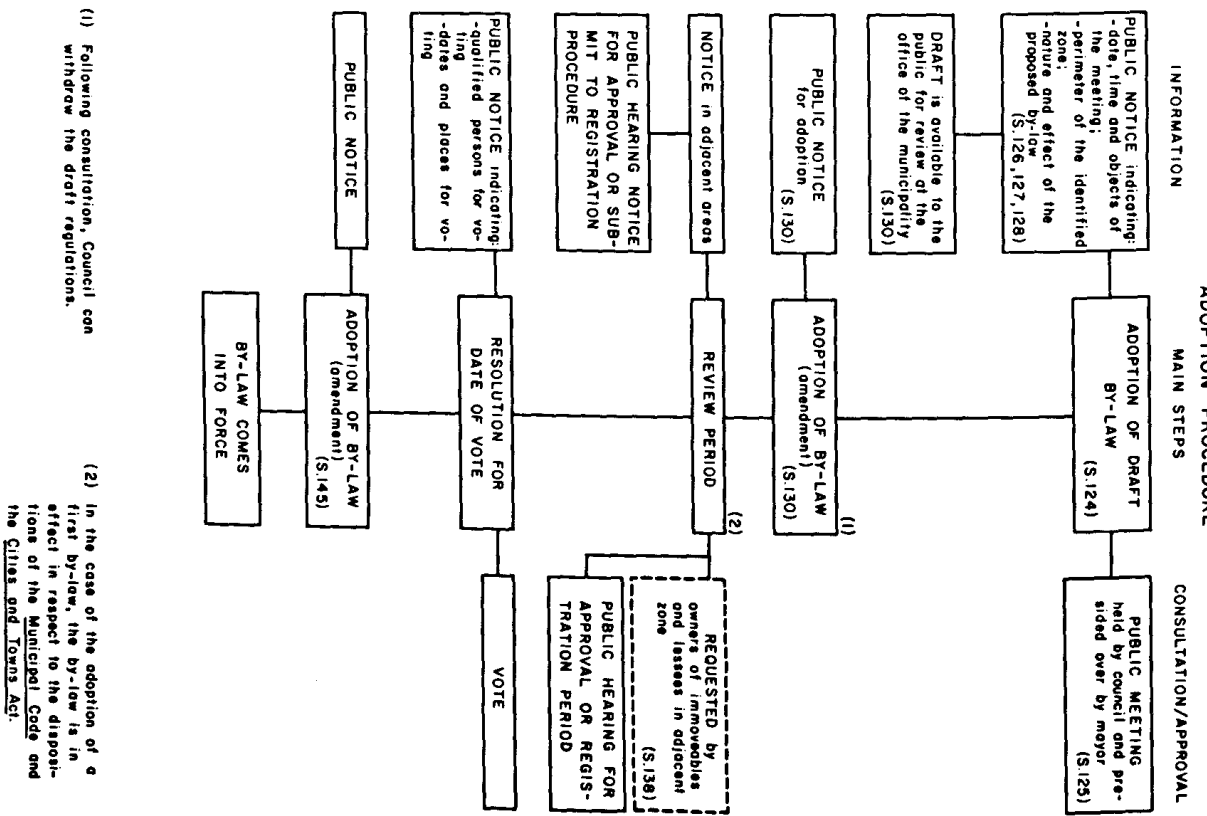 ADOPTION PROCEDURE
INFORMATION
MAIN STEPS
CONSULTATION/APPROVAL
PUBLIC NOTICE indicating:
-date, time and objects of
the meeting;
-perimeter of the identified
zone;
-nature and effect of the
proposed by-law
(S.126,127,128)
ADOPTION OF DRAFT
BY-LAW
(S.124)
PUBLIC MEETING
held by council and pre-
sided over by mayor
(S.125)
DRAFT is available to the
public for review at the
office of the municipality
(S.130)
PUBLIC NOTICE
for adoption
(S.130)
(1)
ADOPTION OF BY-LAW
(amendment)
(S.130)
NOTICE in adjacent areas
REVIEW PERIOD
(2)
REQUESTED by
owners of immoveables
and lessees in adjacent
zone
(S.138)
PUBLIC HEARING NOTICE
FOR APPROVAL OR SUB-
MIT TO REGISTRATION
PROCEDURE
PUBLIC HEARING FOR
APPROVAL OR REGIS-
TRATION PERIOD
PUBLIC NOTICE indicating:
-qualified persons for vo-
ting
-dates and places for vo-
ting
RESOLUTION FOR
DATE OF VOTE
VOTE
PUBLIC NOTICE
ADOPTION OF BY-LAW
(amendment)
(S.145)
BY-LAW COMES
INTO FORCE
(1) Following consultation, Council can
withdraw the draft regulations.
(2) In the case of the adoption of a
first by-law, the by-law is in
effect in respect to the disposi-
tions of the Municipal Code and
the Cities and Towns Act.